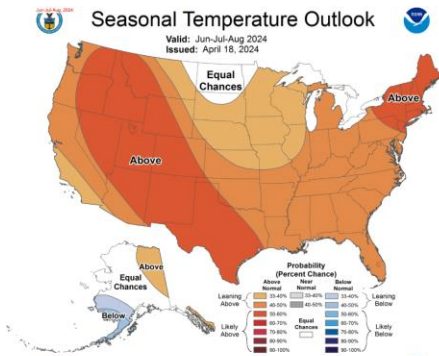 Jun-Jul-Aug, 2024
Seasonal Temperature Outlook
Valid: Jun-Jul-Aug 2024
Issued: April 18, 2024
Equal
Chances
Above
Above
Above
Equal
Chances
Below
Probability
(Percent Chance)
Above
Normal
Near
Normal
Below
Normal
Leaning
Above
Likely
Above
33-40%
40-50%
50-60%
60-70%
70-80%
80-90%
90-100%
33-40%
40-50%
Equal
Chances
33-40%
40-50%
50-60%
60-70%
70-80%
80-90%
90-100%
Leaning
Below
Likely
Below